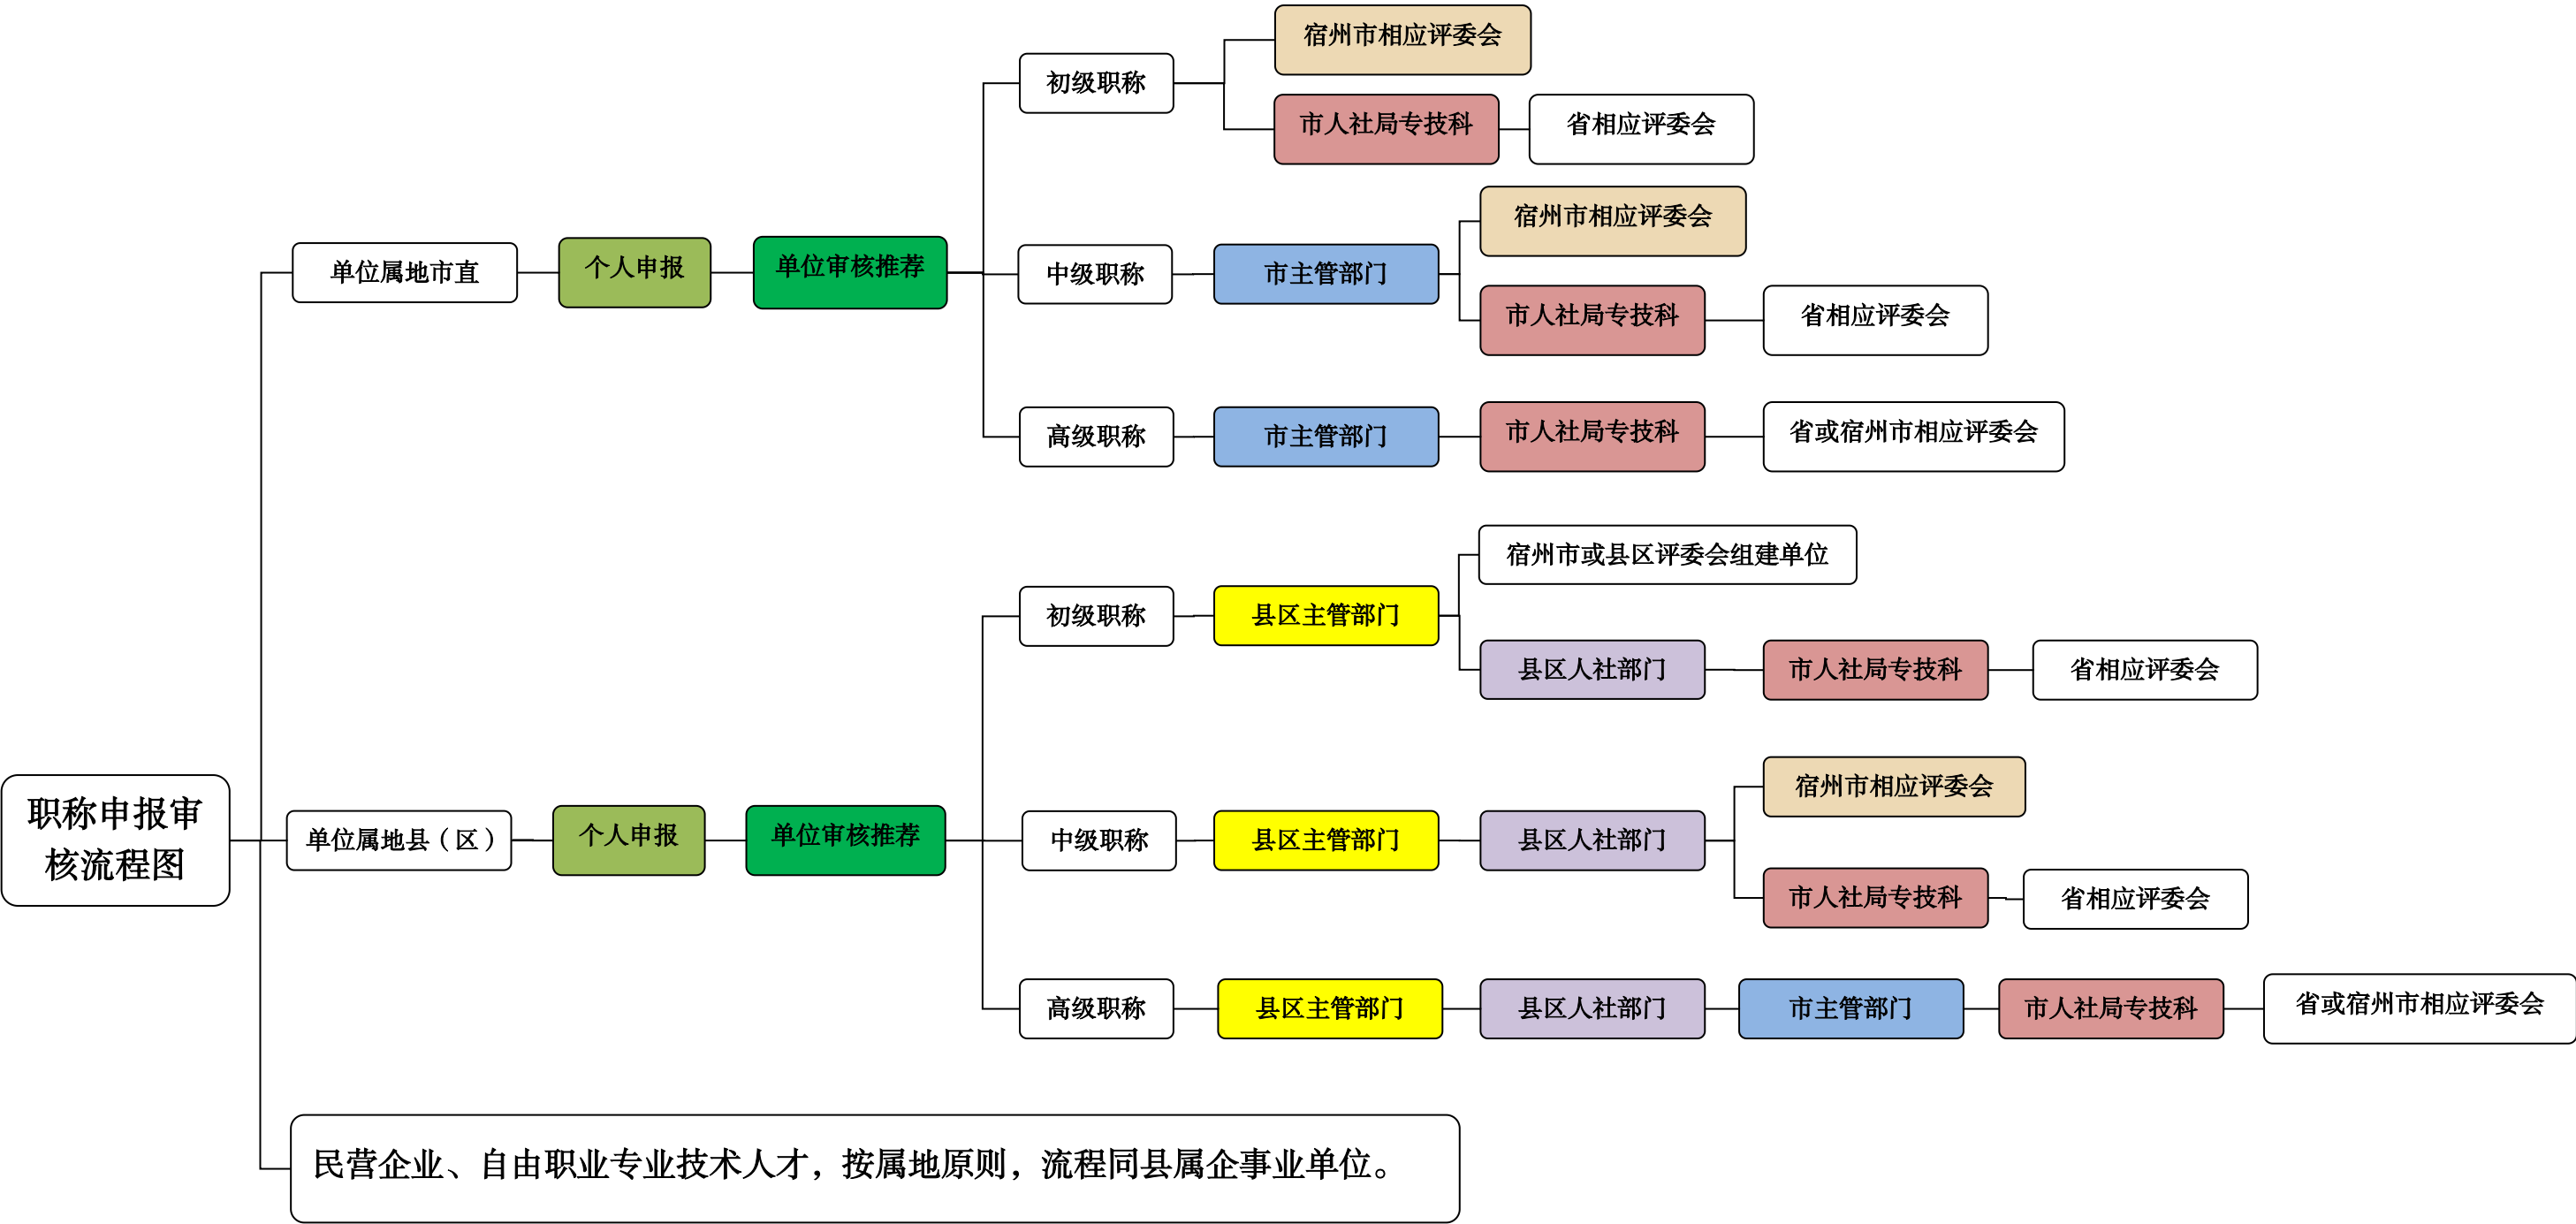 职称申报审
核流程图
单位属地市直
个人申报
单位审核推荐
初级职称
宿州市相应评委会
市人社局专技科
省相应评委会
中级职称
市主管部门
宿州市相应评委会
市人社局专技科
省相应评委会
高级职称
市主管部门
市人社局专技科
省或宿州市相应评委会
单位属地县（区）
个人申报
单位审核推荐
初级职称
县区主管部门
宿州市或县区评委会组建单位
县区人社部门
市人社局专技科
省相应评委会
中级职称
县区主管部门
县区人社部门
宿州市相应评委会
市人社局专技科
省相应评委会
高级职称
县区主管部门
县区人社部门
市主管部门
市人社局专技科
省或宿州市相应评委会
民营企业、自由职业专业技术人才，按属地原则，流程同县属企事业单位。